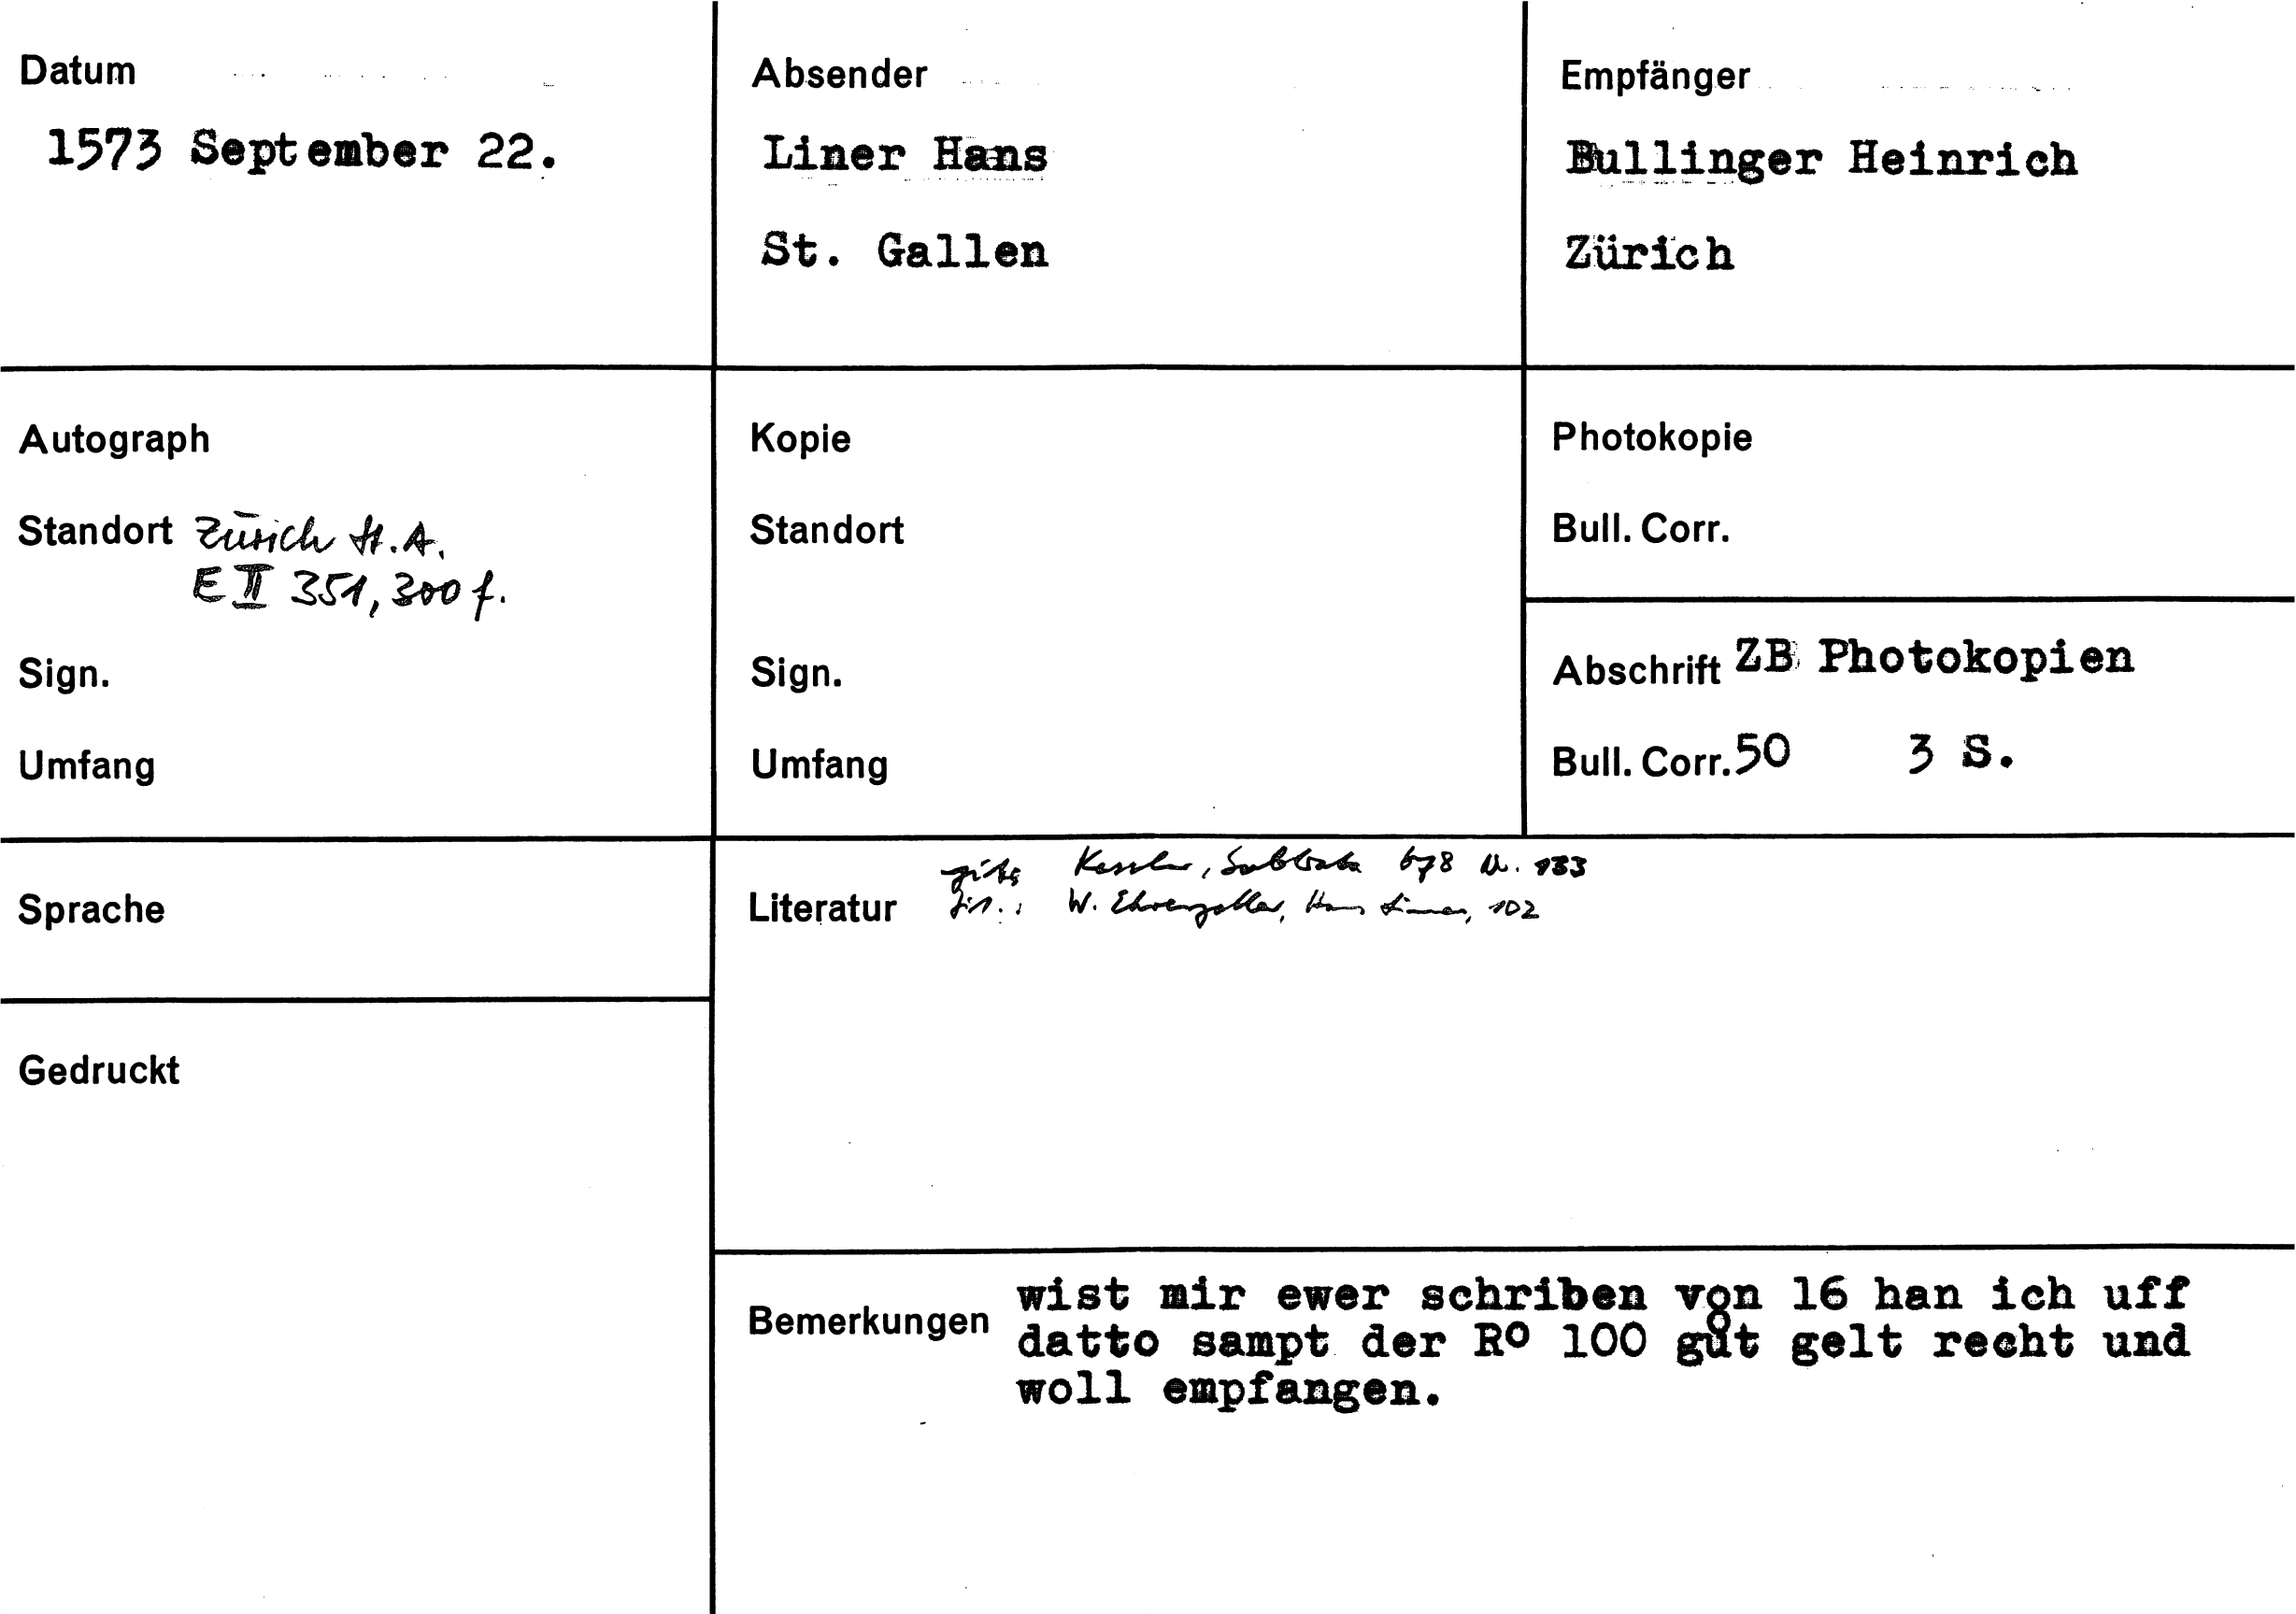 Datum
1573 September 22.
Absender
Liner Hans
St. Gallen
Empfänger
Bullinger Heinrich
Zürich
Autograph
Standort Zürich St.A.
E II 351, 300 f.
Sign.
Umfang
Kopie
Standort
Sign.
Umfang
Photokopie
Bull. Corr.
Abschrift ZB Photokopien
Bull. Corr. 50 3 S.
Sprache
Gedruckt
Kessler, Sabbata 678 N. 133
Literatur W. Ehrenzeller, Hans Liner, 102
Bemerkungen wist mir ewer schriben von 16 han ich uff
datto sampt der Rº 100 gůt gelt recht und
woll empfangen.